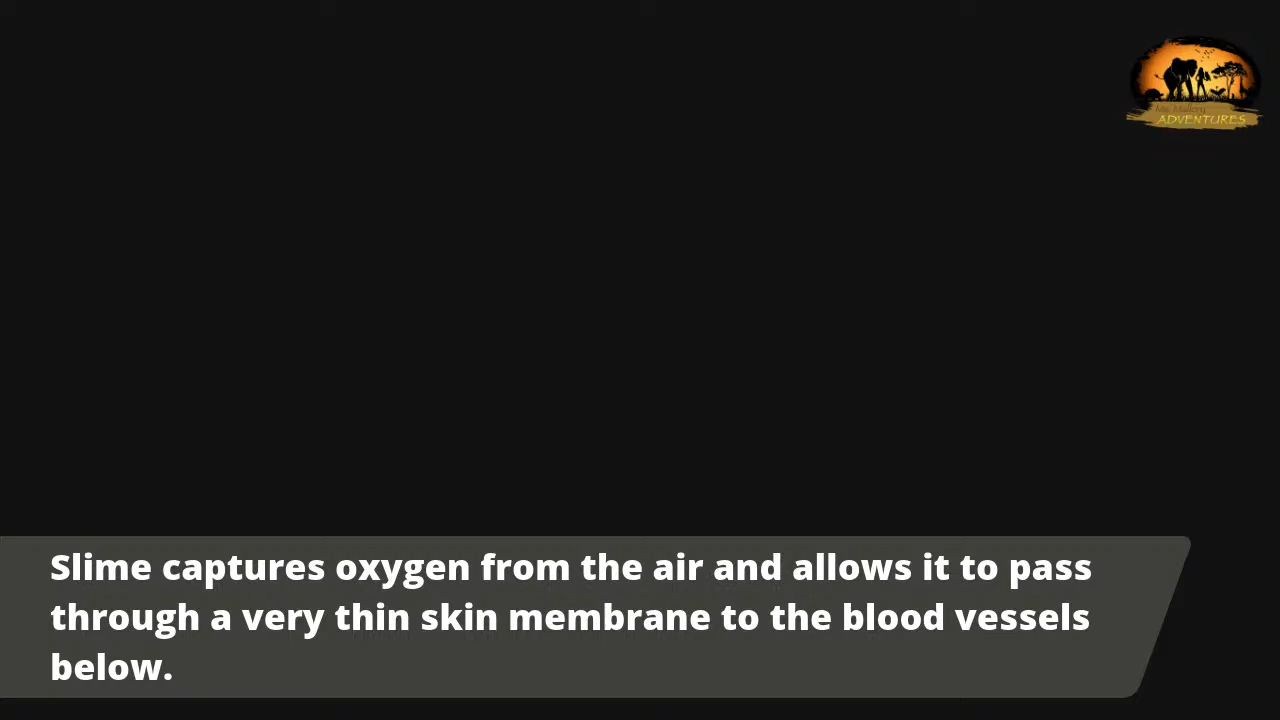 ADVENTURES
Slime captures oxygen from the air and allows it to pass
through a very thin skin membrane to the blood vessels
below.